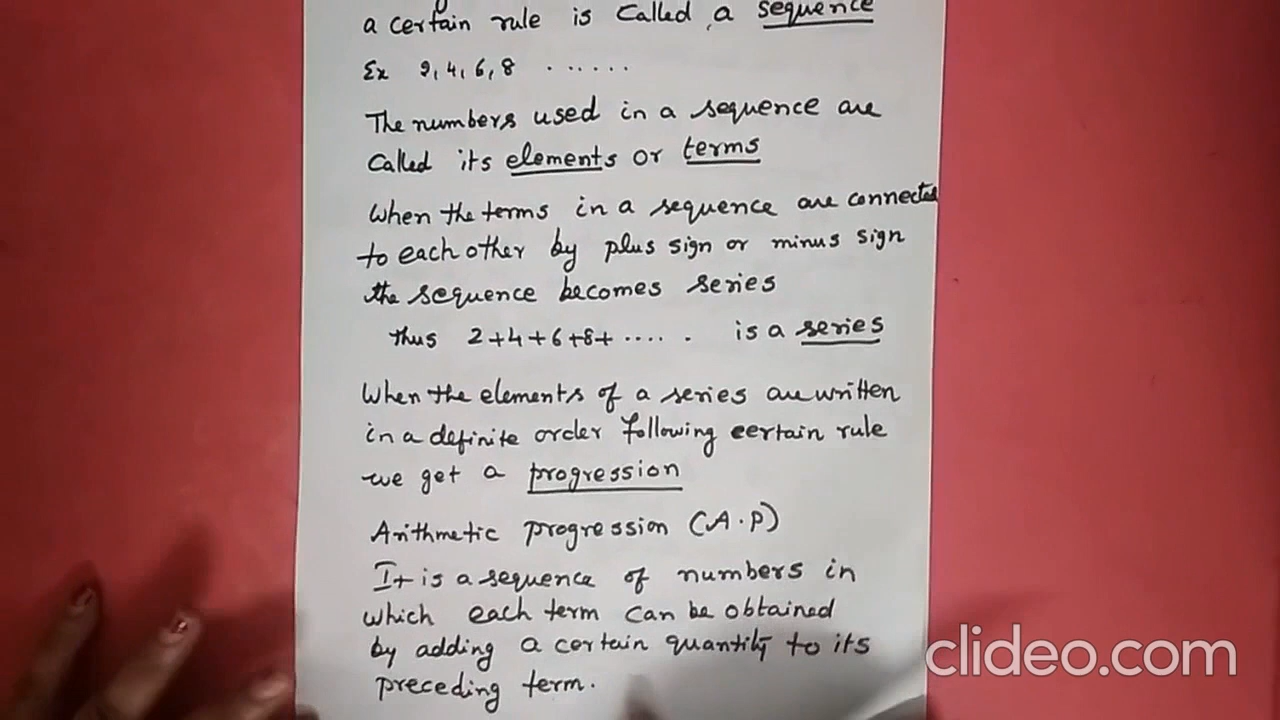 a certain rule is called a sequence
Ex 2, 4, 6, 8 ......
The numbers used in a sequence are
called its elements or terms
When the terms in a sequence are connected
to each other by plus sign or minus sign
the sequence becomes series
Thus 2+4+6+8+ ..... is a series
When the elements of a series are written
in a definite order following certain rule
we get a progression
Arithmetic progression (A.P)
It is a sequence of numbers in
which each term can be obtained
by adding a certain quantity to its
preceding term.
clideo.com